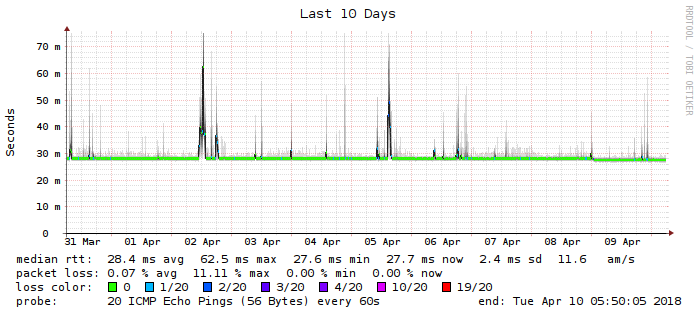 Last 10 Days
RRDTOOL / TOBI OETIKER
Seconds
70 m
60 m
50 m
40 m
30 m
20 m
10 m
0
31 Mar 01 Apr 02 Apr 03 Apr 04 Apr 05 Apr 06 Apr 07 Apr 08 Apr 09 Apr
median rtt: 28.4 ms avg 62.5 ms max 27.6 ms min 27.7 ms now 2.4 ms sd 11.6 am/s
packet loss: 0.07 % avg 11.11 % max 0.00 % min 0.00 % now
loss color: 0 1/20 2/20 3/20 4/20 10/20 19/20
probe: 20 ICMP Echo Pings (56 Bytes) every 60s end: Tue Apr 10 05:50:05 2018